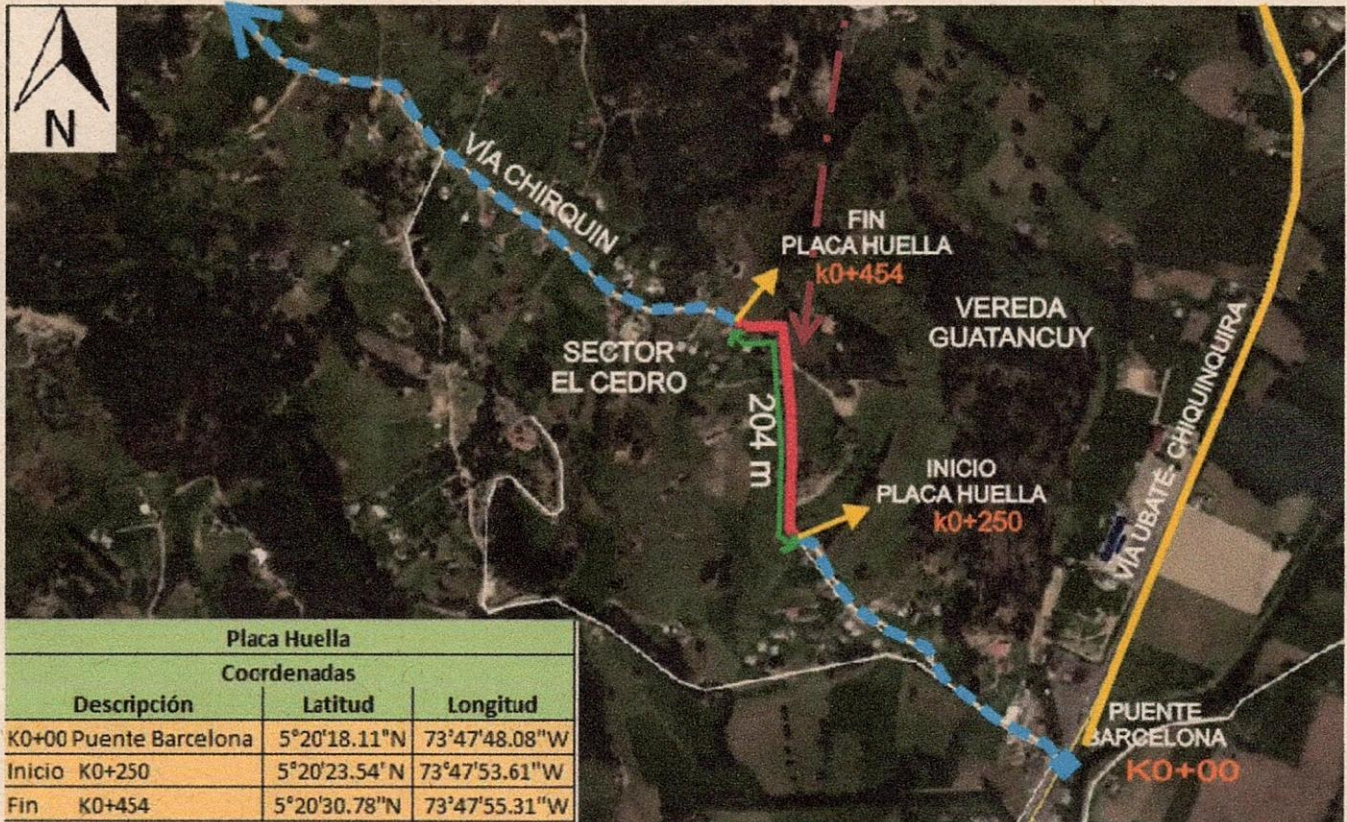 N
VÍA CHIRQUIN
FIN
PLACA HUELLA
k0+454
VEREDA
GUATANCUY
SECTOR
EL CEDRO
204 m
INICIO
PLACA HUELLA
k0+250
VÍA UBATÉ- CHIQUINQUIRA
PUENTE
BARCELONA
K0+00
Placa Huella
Coordenadas
Descripción Latitud Longitud
K0+00 Puente Barcelona 5°20'18.11"N 73°47'48.08"W
Inicio K0+250 5°20'23.54"N 73°47'53.61"W
Fin K0+454 5°20'30.78"N 73°47'55.31"W